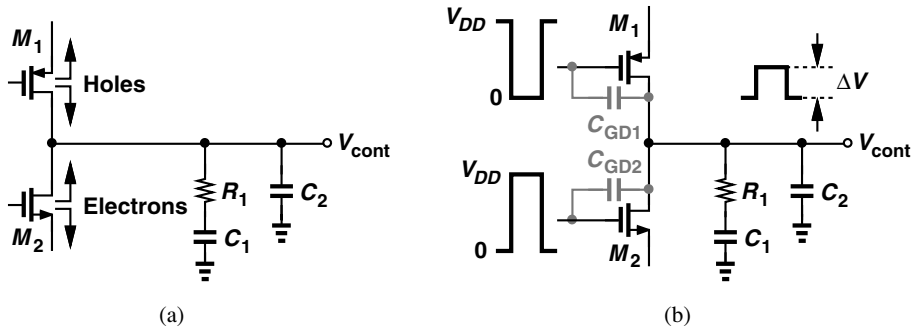 M1
Holes
Vcont
Electrons
M2
R1
C1
C2
(a)
VDD
0
M1
CGD1
ΔV
Vcont
CGD2
VDD
0
M2
R1
C1
C2
(b)